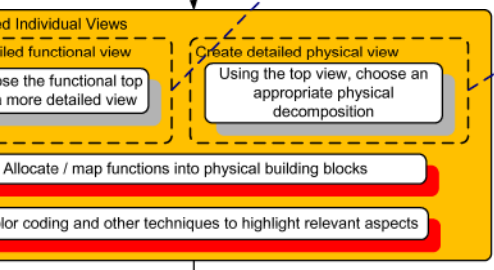 ed Individual Views
iled functional view
Create detailed physical view
ose the functional top
a more detailed view
Using the top view, choose an
appropriate physical
decomposition
Allocate / map functions into physical building blocks
lor coding and other techniques to highlight relevant aspects